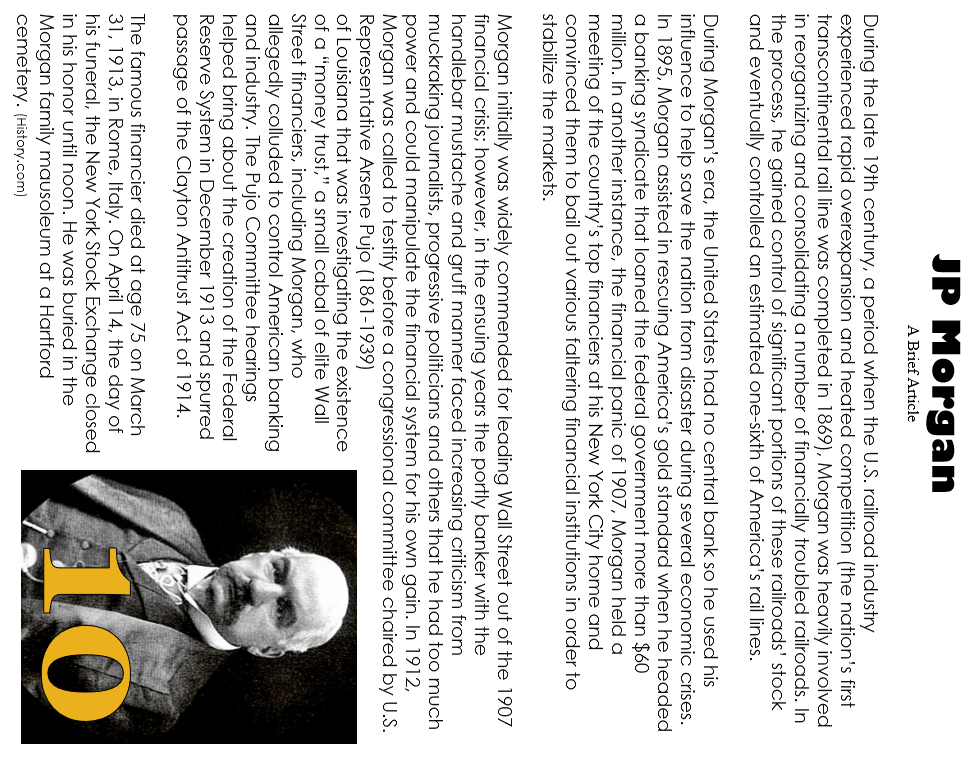 JP Morgan
A Brief Article
During the late 19th century, a period when the U.S. railroad industry
experienced rapid overexpansion and heated competition (the nation's first
transcontinental rail line was completed in 1869), Morgan was heavily involved
in reorganizing and consolidating a number of financially troubled railroads. In
the process, he gained control of significant portions of these railroads' stock
and eventually controlled an estimated one-sixth of America's rail lines.
During Morgan's era, the United States had no central bank so he used his
influence to help save the nation from disaster during several economic crises.
In 1895, Morgan assisted in rescuing America's gold standard when he headed
a banking syndicate that loaned the federal government more than $60
million. In another instance, the financial panic of 1907, Morgan held a
meeting of the country's top financiers at his New York City home and
convinced them to bail out various faltering financial institutions in order to
stabilize the markets.
Morgan initially was widely commended for leading Wall Street out of the 1907
financial crisis; however, in the ensuing years the portly banker with the
handlebar mustache and gruff manner faced increasing criticism from
muckraking journalists, progressive politicians and others that he had too much
power and could manipulate the financial system for his own gain. In 1912,
Morgan was called to testify before a congressional committee chaired by U.S.
Representative Arsene Pujo (1861-1939)
of Louisiana that was investigating the existence
of a "money trust," a small cabal of elite Wall
Street financiers, including Morgan, who
allegedly colluded to control American banking
and industry. The Pujo Committee hearings
helped bring about the creation of the Federal
Reserve System in December 1913 and spurred
passage of the Clayton Antitrust Act of 1914.
The famous financier died at age 75 on March
31, 1913, in Rome, Italy. On April 14, the day of
his funeral, the New York Stock Exchange closed
in his honor until noon. He was buried in the
Morgan family mausoleum at a Hartford
cemetery. (History.com)
10